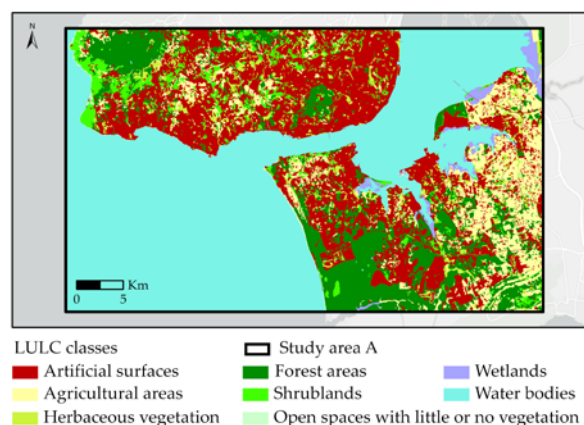 N
Km
0 5
LULC classes Study area A
Artificial surfaces Forest areas Wetlands
Agricultural areas Shrublands Water bodies
Herbaceous vegetation Open spaces with little or no vegetation